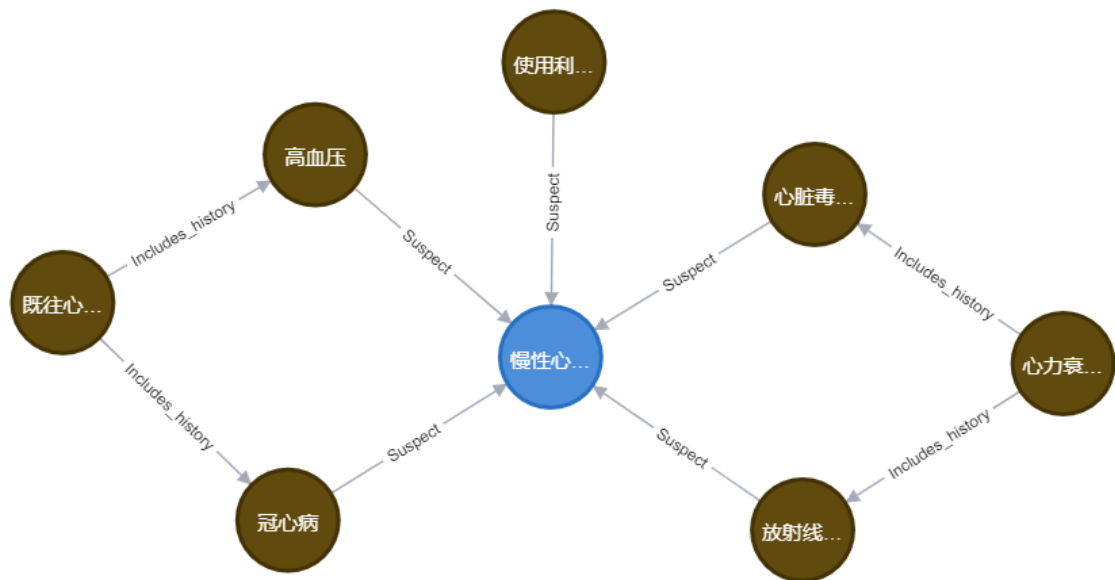 使用利...
Suspect
高血压
Includes_history
Suspect
心脏毒...
Suspect
Includes_history
既往心...
慢性心...
心力衰...
Includes_history
Suspect
Suspect
Includes_history
冠心病
放射线...